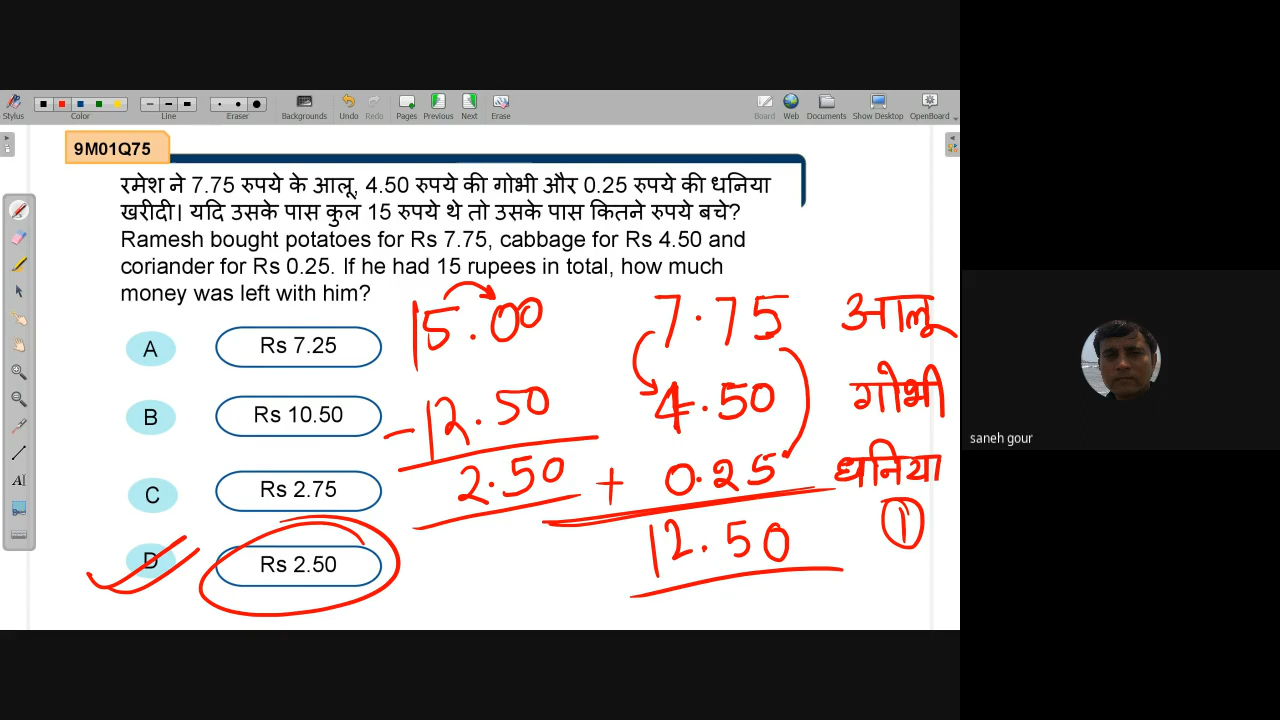 Stylus
Color
Line
Eraser
Backgrounds
Undo
Redo
Pages
Previous
Next
Erase
Board
Web
Documents
Show Desktop
OpenBoard
9M01Q75
रमेश ने 7.75 रुपये के आलू, 4.50 रुपये की गोभी और 0.25 रुपये की धनिया
खरीदी। यदि उसके पास कुल 15 रुपये थे तो उसके पास कितने रुपये बचे?
Ramesh bought potatoes for Rs 7.75, cabbage for Rs 4.50 and
coriander for Rs 0.25. If he had 15 rupees in total, how much
money was left with him?
A Rs 7.25
B Rs 10.50
C Rs 2.75
D Rs 2.50
15.00
-12.50
2.50
7.75 आलू
4.50 गोभी
+ 0.25 धनिया
12.50
1
AI
saneh gour